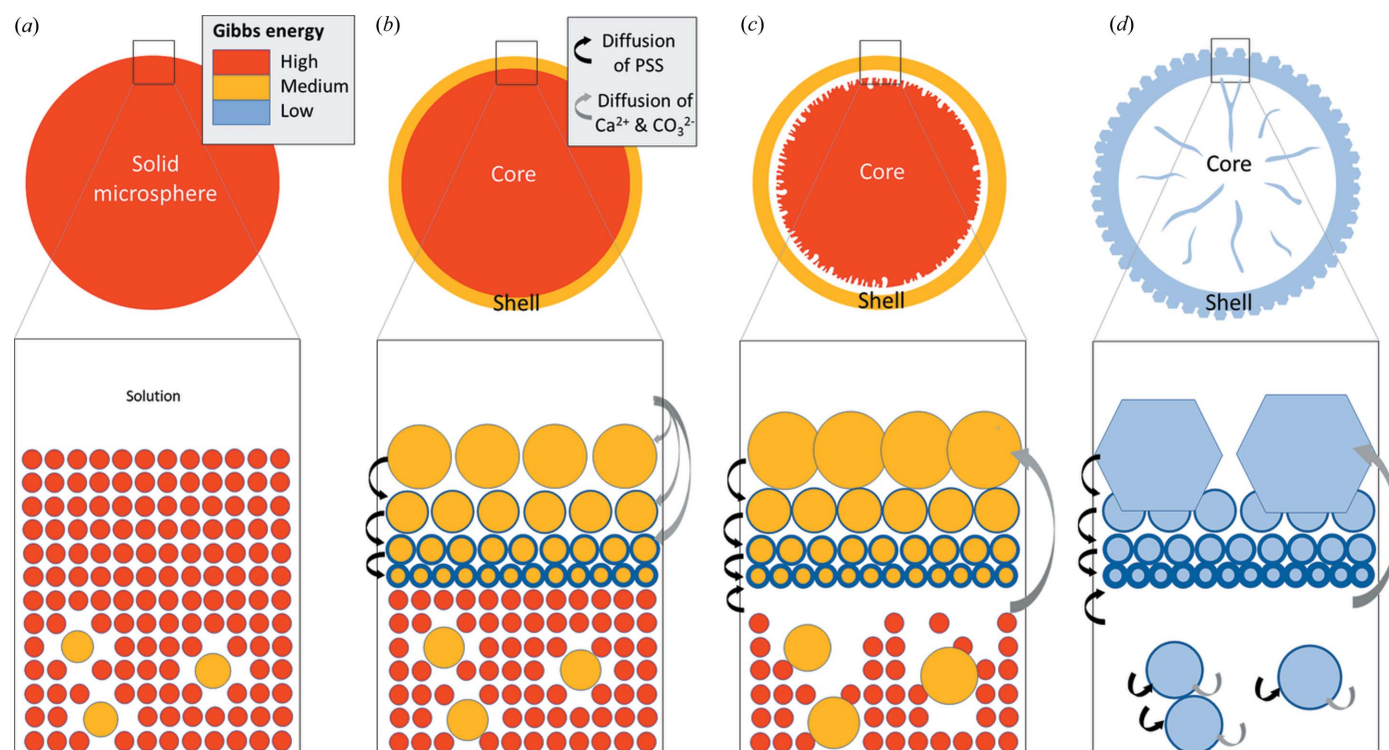 (a)
Gibbs energy
High
Medium
Low
Solid
microsphere
Solution
(b)
Diffusion
of PSS
Diffusion of
Ca²⁺ & CO₃²⁻
Core
Shell
(c)
Core
Shell
(d)
Core
Shell